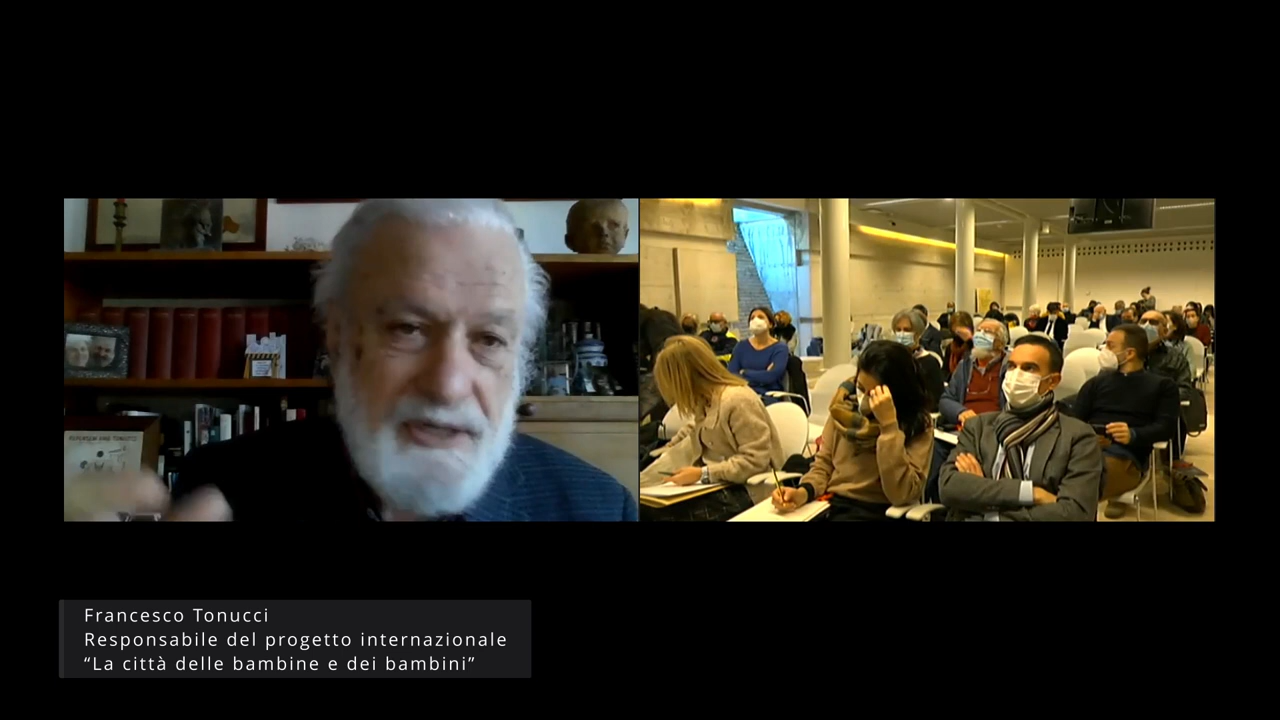 Francesco Tonucci
Responsabile del progetto internazionale
“La città delle bambine e dei bambini”